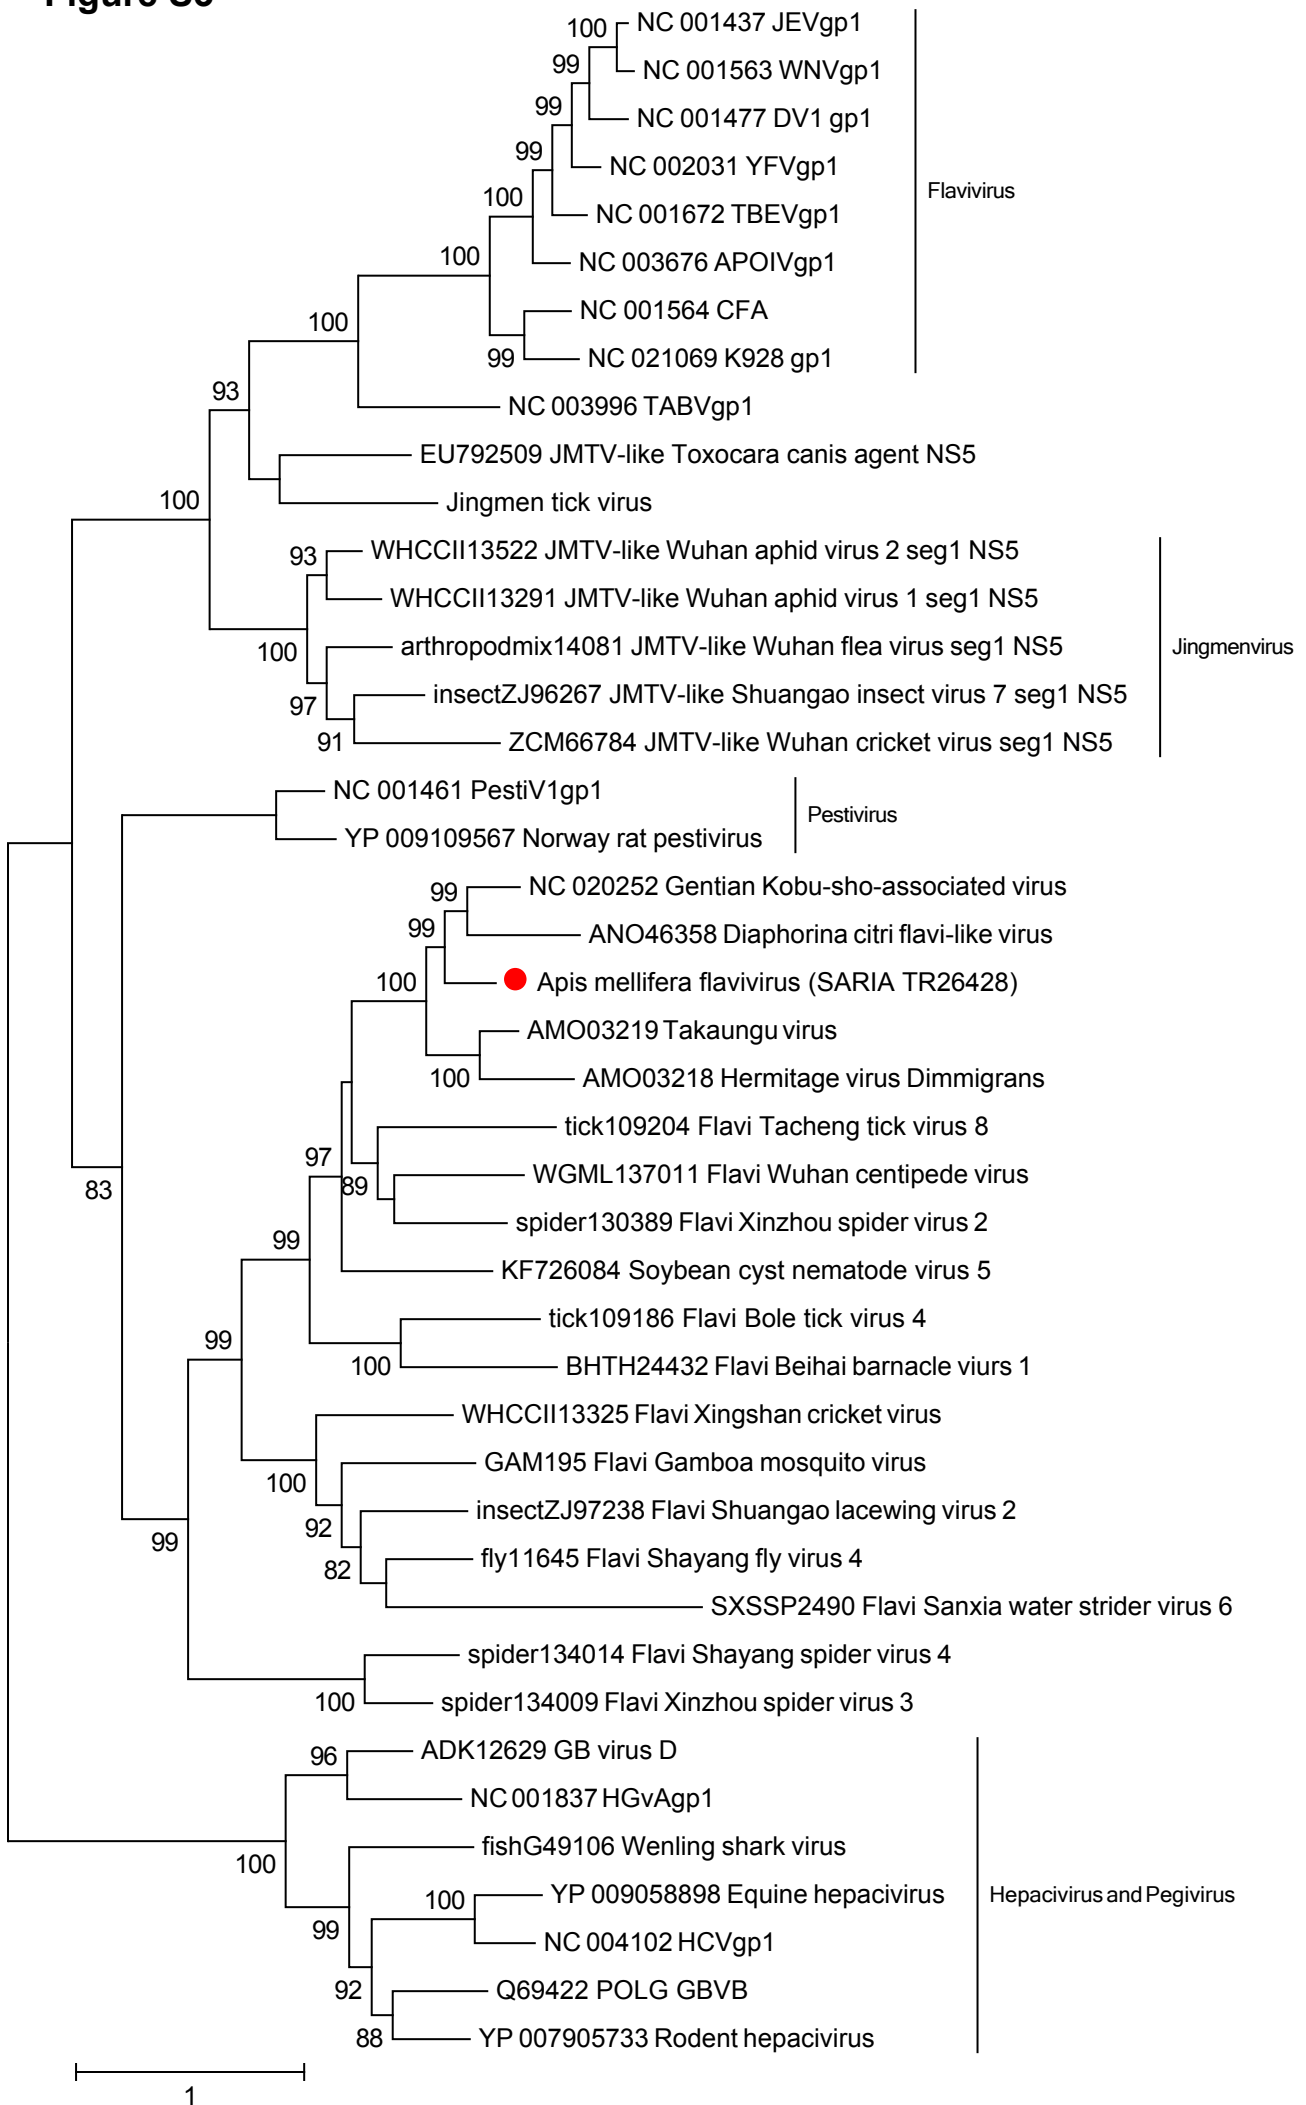 100
NC 001437 JEVgp1
99
NC 001563 WNVgp1
99
NC 001477 DV1 gp1
99
NC 002031 YFVgp1
Flavivirus
100
NC 001672 TBEVgp1
100
NC 003676 APOIVgp1
NC 001564 CFA
100
99
NC 021069 K928 gp1
93
NC 003996 TABVgp1
EU792509 JMTV-like Toxocara canis agent NS5
100
Jingmen tick virus
93
WHCCII13522 JMTV-like Wuhan aphid virus 2 seg1 NS5
WHCCII13291 JMTV-like Wuhan aphid virus 1 seg1 NS5
100
arthropodmix14081 JMTV-like Wuhan flea virus seg1 NS5
Jingmenvirus
97
insectZJ96267 JMTV-like Shuangao insect virus 7 seg1 NS5
91
ZCM66784 JMTV-like Wuhan cricket virus seg1 NS5
NC 001461 PestiV1gp1
Pestivirus
YP 009109567 Norway rat pestivirus
99
NC 020252 Gentian Kobu-sho-associated virus
99
ANO46358 Diaphorina citri flavi-like virus
100
Apis mellifera flavivirus (SARIA TR26428)
AMO03219 Takaungu virus
100
AMO03218 Hermitage virus Dimmigrans
tick109204 Flavi Tacheng tick virus 8
97
WGML137011 Flavi Wuhan centipede virus
83
89
spider130389 Flavi Xinzhou spider virus 2
99
KF726084 Soybean cyst nematode virus 5
tick109186 Flavi Bole tick virus 4
99
100
BHTH24432 Flavi Beihai barnacle viurs 1
WHCCII13325 Flavi Xingshan cricket virus
100
GAM195 Flavi Gamboa mosquito virus
92
insectZJ97238 Flavi Shuangao lacewing virus 2
99
82
fly11645 Flavi Shayang fly virus 4
SXSSP2490 Flavi Sanxia water strider virus 6
spider134014 Flavi Shayang spider virus 4
100
spider134009 Flavi Xinzhou spider virus 3
96
ADK12629 GB virus D
NC 001837 HGvAgp1
fishG49106 Wenling shark virus
100
100
YP 009058898 Equine hepacivirus
Hepacivirus and Pegivirus
99
NC 004102 HCVgp1
92
Q69422 POLG GBVB
88
YP 007905733 Rodent hepacivirus
1